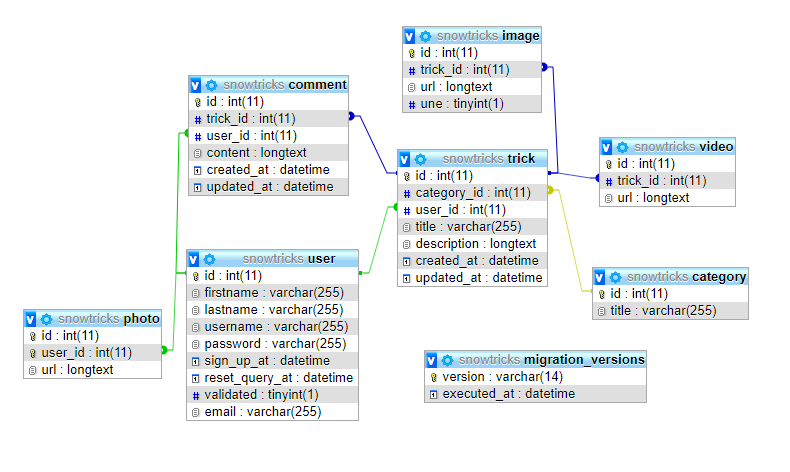 snowtricks image
id : int(11)
trick_id : int(11)
url : longtext
une : tinyint(1)
snowtricks comment
id : int(11)
trick_id : int(11)
user_id : int(11)
content : longtext
created_at : datetime
updated_at : datetime
snowtricks trick
id : int(11)
category_id : int(11)
user_id : int(11)
title : varchar(255)
description : longtext
created_at : datetime
updated_at : datetime
snowtricks video
id : int(11)
trick_id : int(11)
url : longtext
snowtricks user
id : int(11)
firstname : varchar(255)
lastname : varchar(255)
username : varchar(255)
password : varchar(255)
sign_up_at : datetime
reset_query_at : datetime
validated : tinyint(1)
email : varchar(255)
snowtricks category
id : int(11)
title : varchar(255)
snowtricks photo
id : int(11)
user_id : int(11)
url : longtext
snowtricks migration_versions
version : varchar(14)
executed_at : datetime